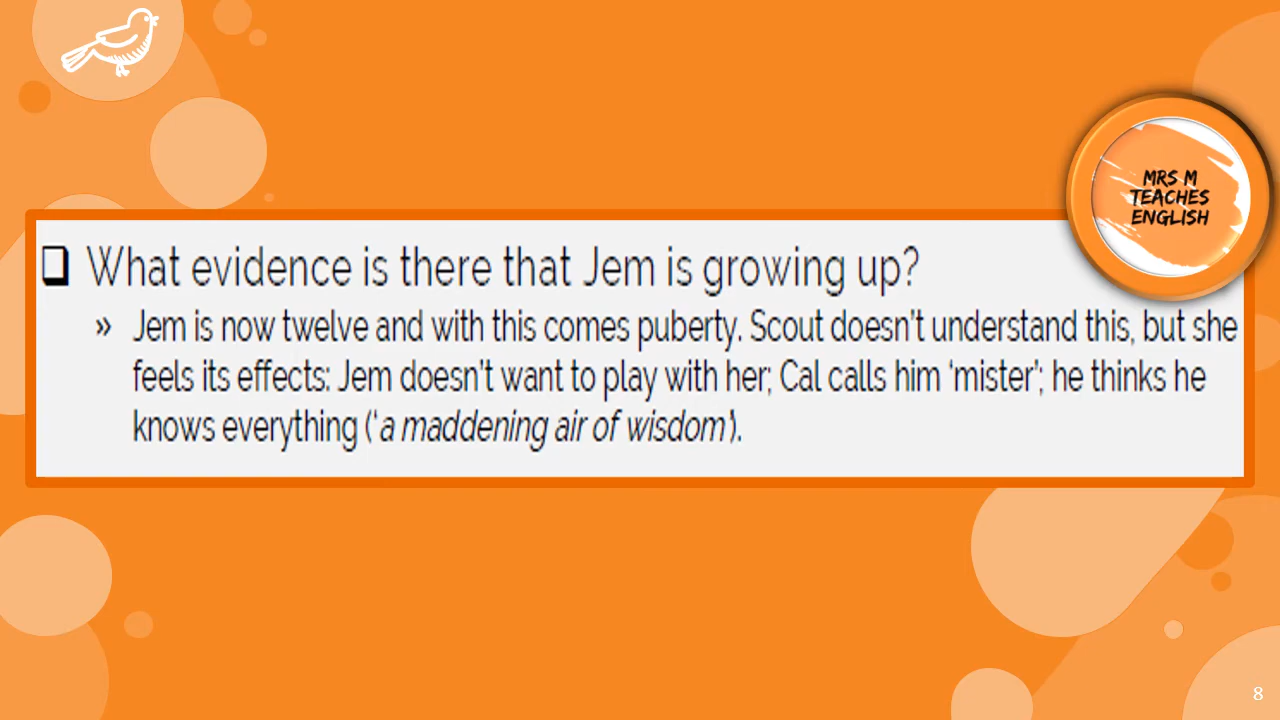 MRS M
TEACHES
ENGLISH
❑ What evidence is there that Jem is growing up?
» Jem is now twelve and with this comes puberty. Scout doesn't understand this, but she
feels its effects: Jem doesn't want to play with her; Cal calls him ‘mister’; he thinks he
knows everything (‘a maddening air of wisdom’).
8